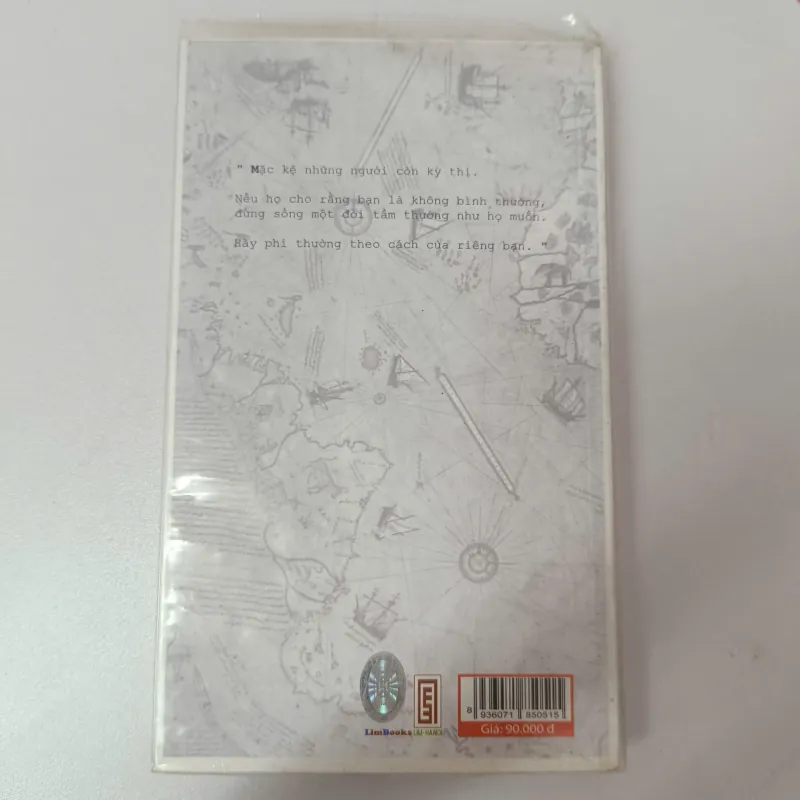 " Mặc kệ những người còn kỳ thị.
Nếu họ cho rằng bạn là không bình thường,
đừng sống một đời tầm thường như họ muốn.
Hãy phi thường theo cách của riêng bạn. "
LimBooks
8 936071 850515
Giá: 90.000 đ